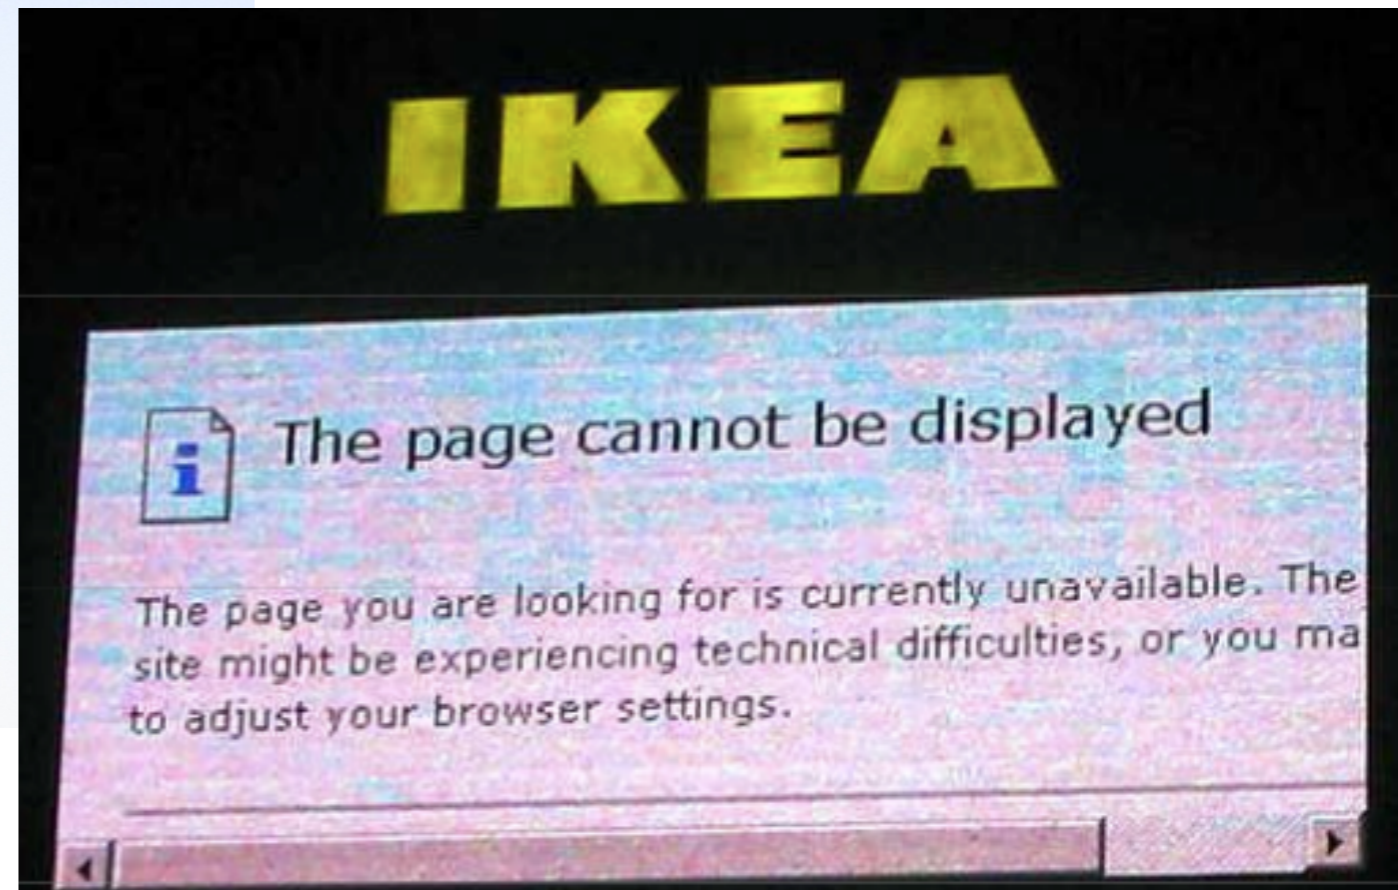 IKEA
The page cannot be displayed
The page you are looking for is currently unavailable. The
site might be experiencing technical difficulties, or you ma
to adjust your browser settings.